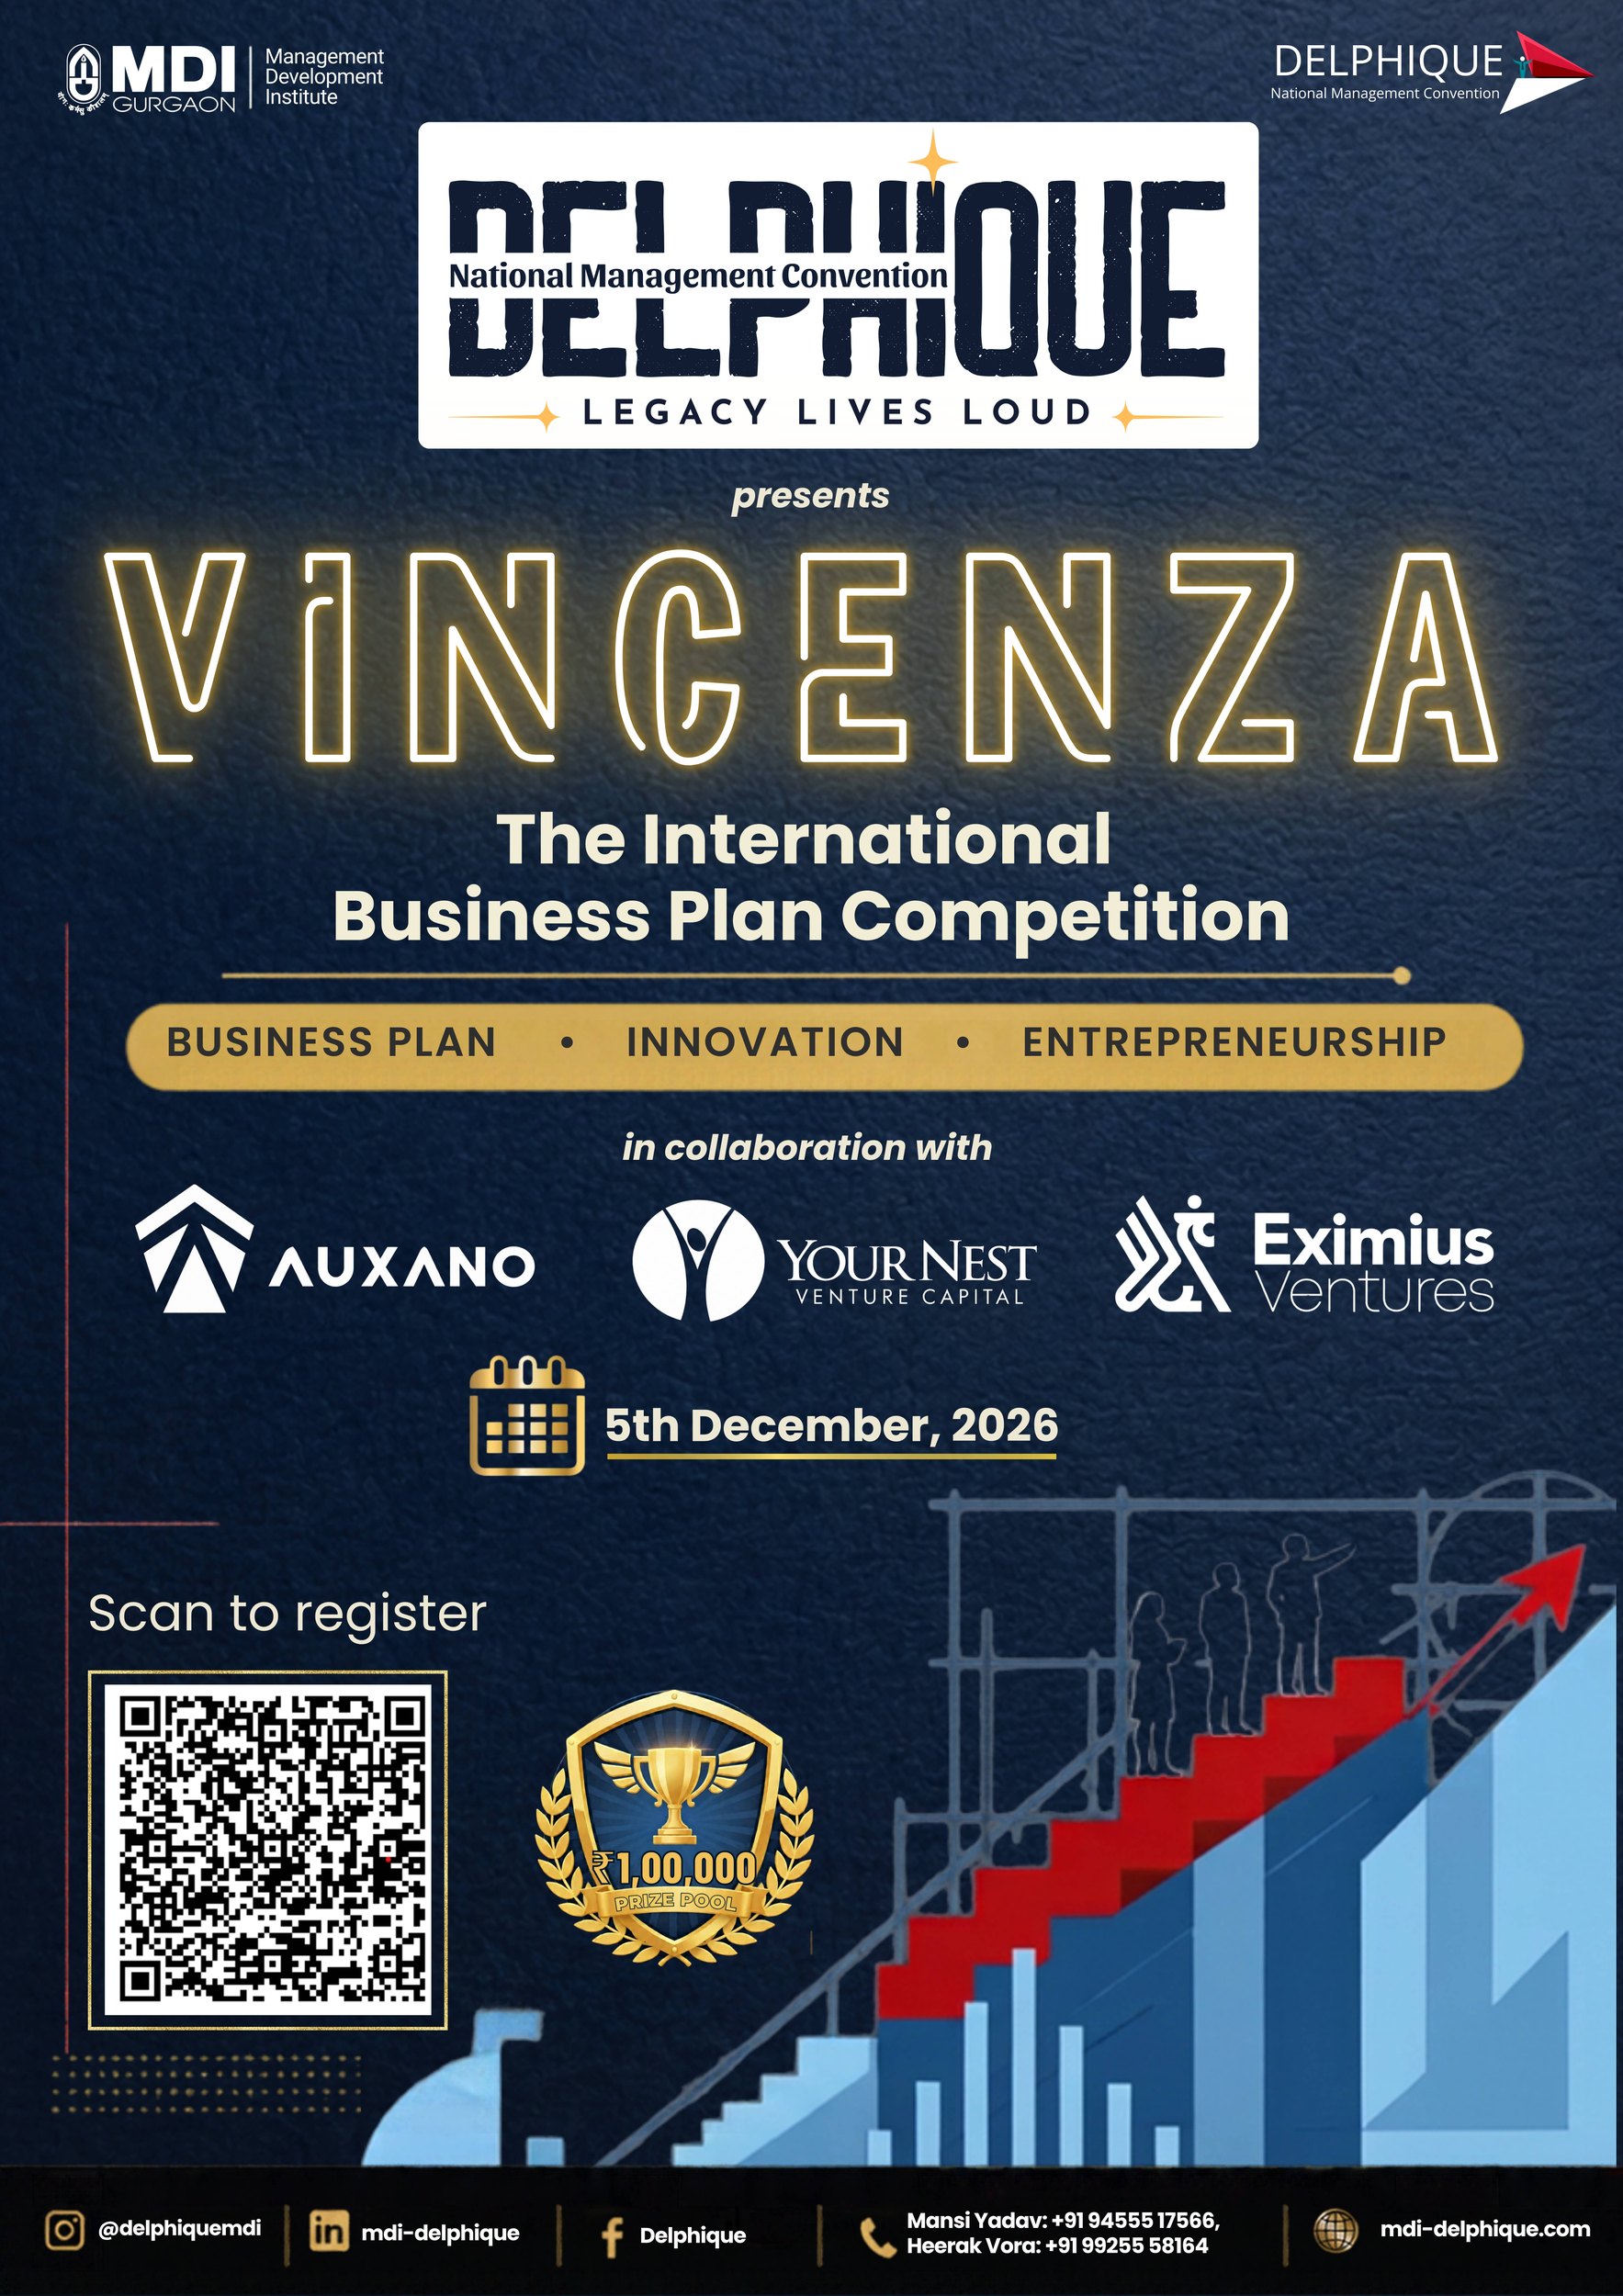 MDI
GURGAON
Management
Development
Institute
DELPHIQUE
National Management Convention
DELPHIQUE
National Management Convention
LEGACY LIVES LOUD
presents
VINCENZA
The International
Business Plan Competition
BUSINESS PLAN • INNOVATION • ENTREPRENEURSHIP
in collaboration with
AUXANO
YOURNEST
VENTURE CAPITAL
Eximius
Ventures
5th December, 2026
Scan to register
₹1,00,000
PRIZE POOL
@delphiquemdi
in
mdi-delphique
f
Delphique
Mansi Yadav: +91 94555 17566,
Heerak Vora: +91 99255 58164
mdi-delphique.com